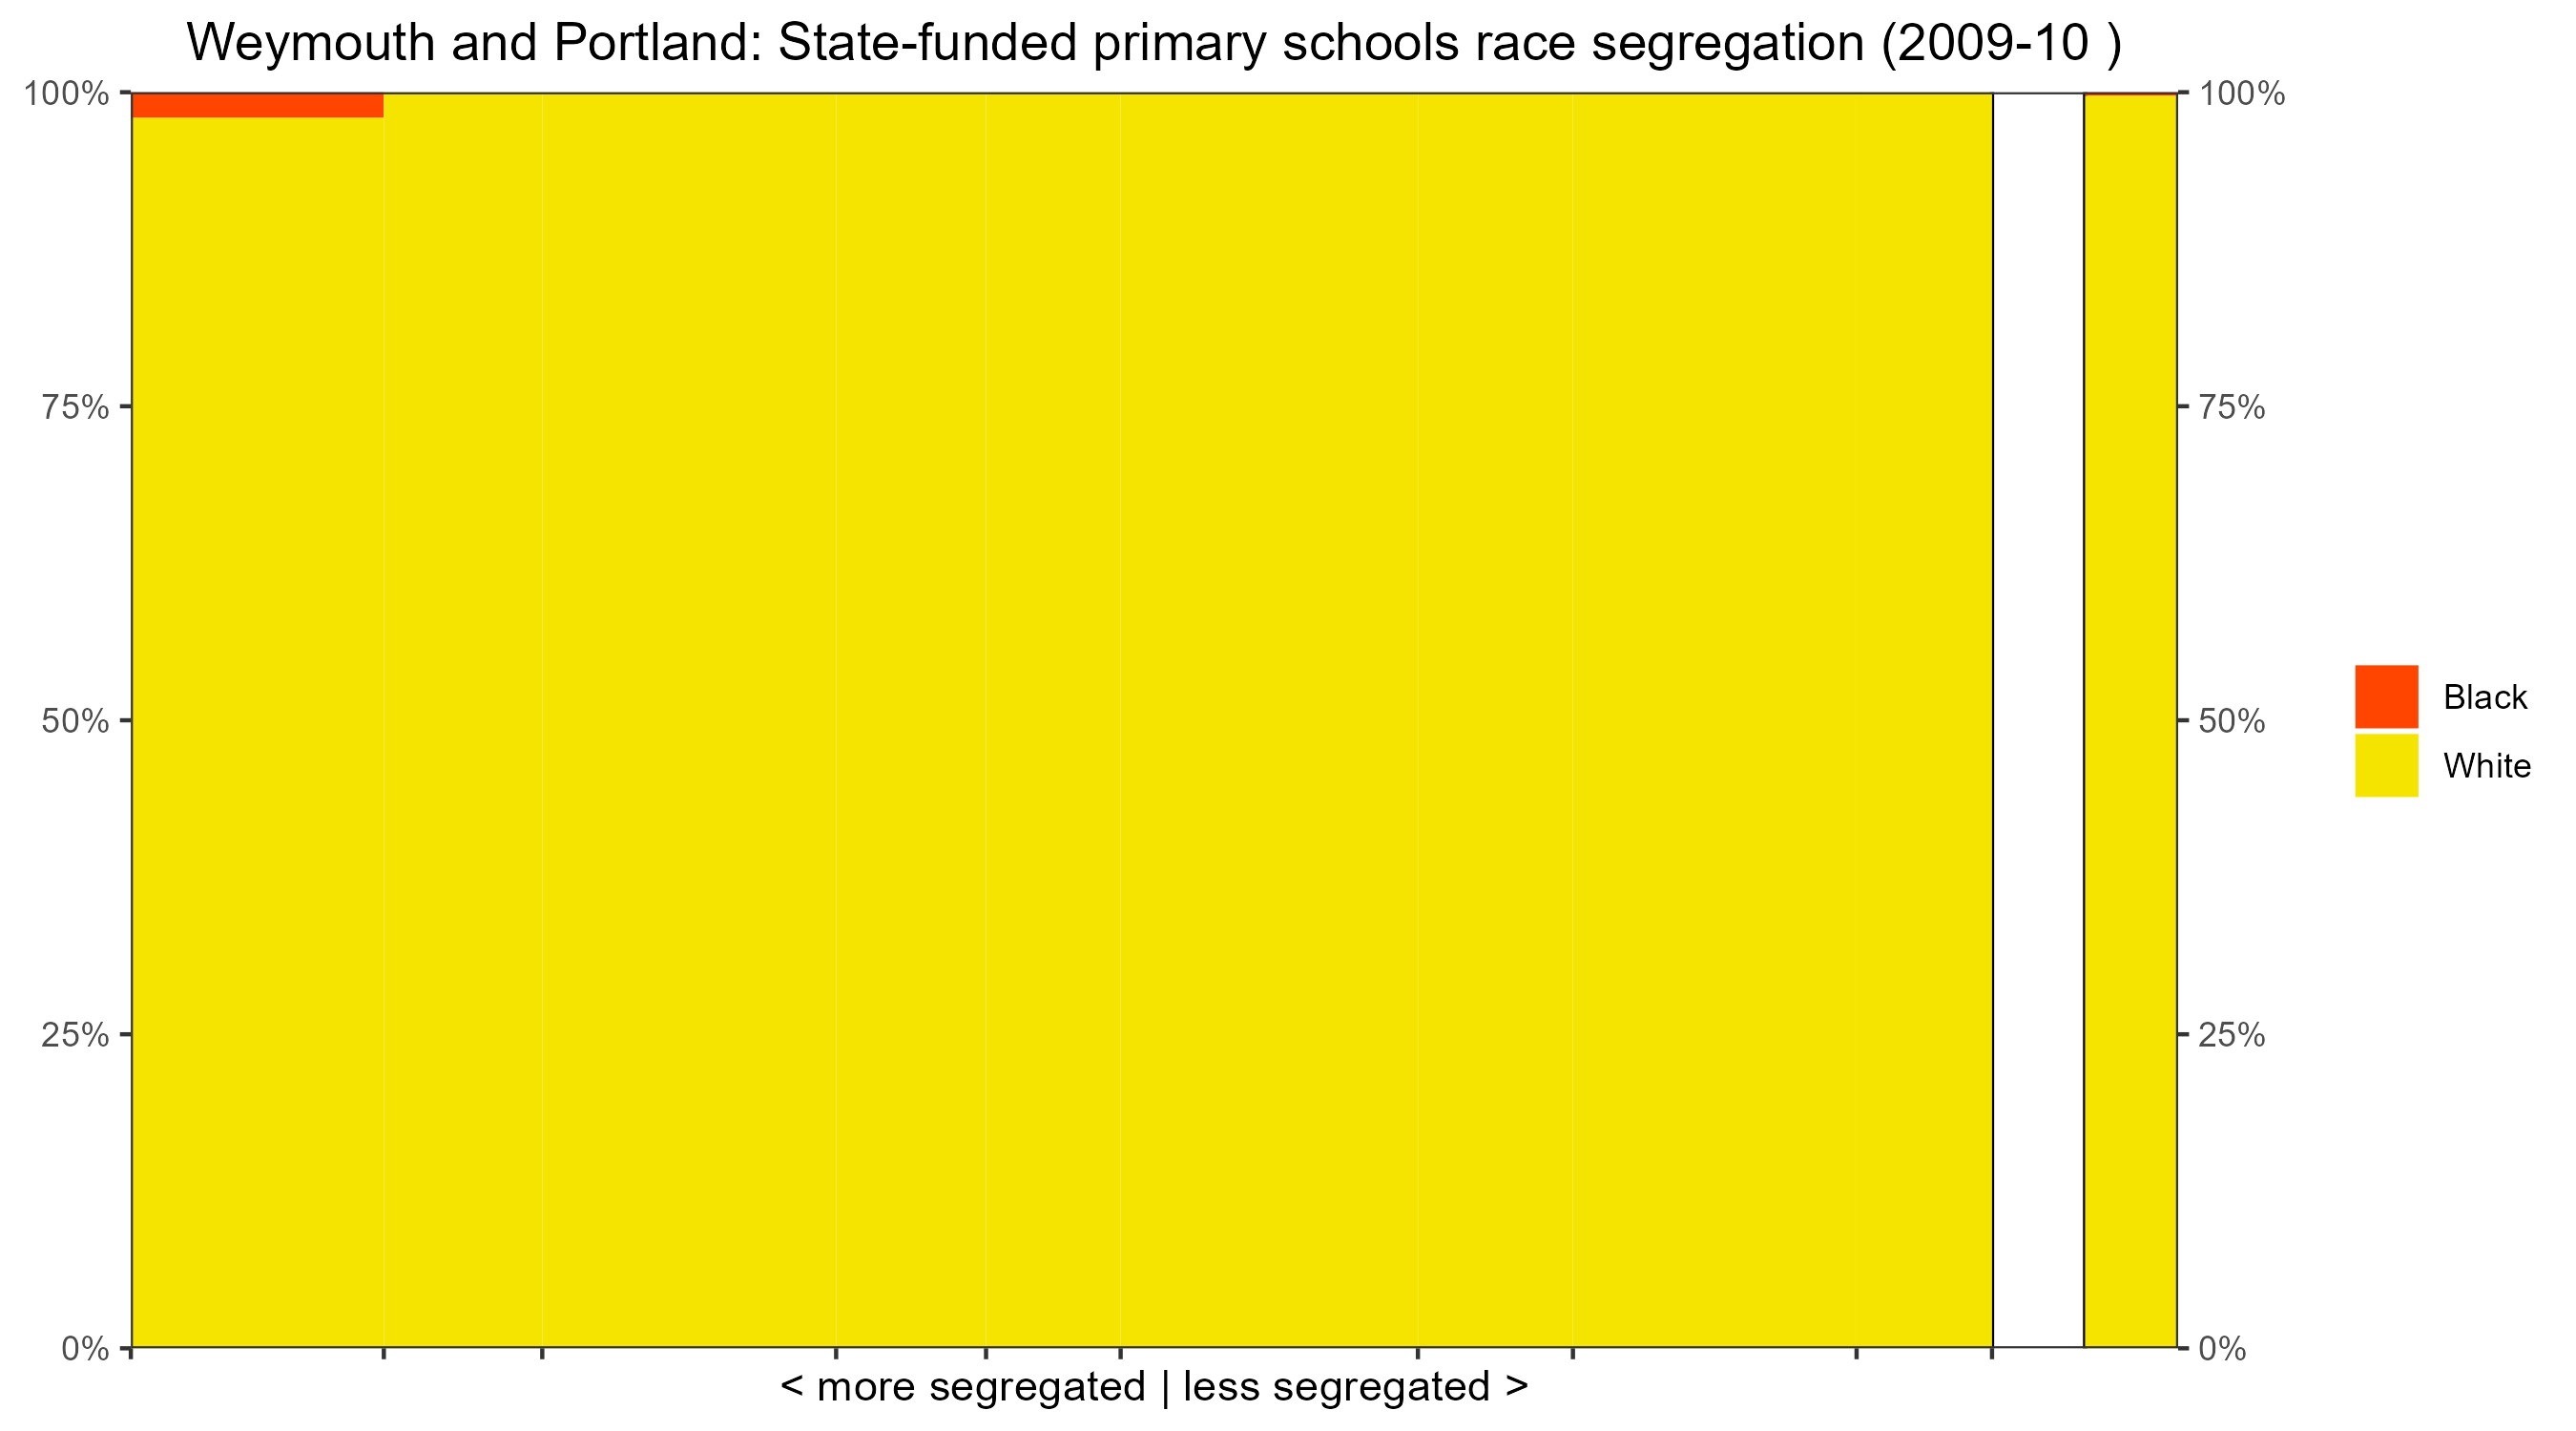 Weymouth and Portland: State-funded primary schools race segregation (2009-10 )
100%
75%
50%
25%
0%
100%
75%
50%
25%
0%
Black
White
< more segregated | less segregated >